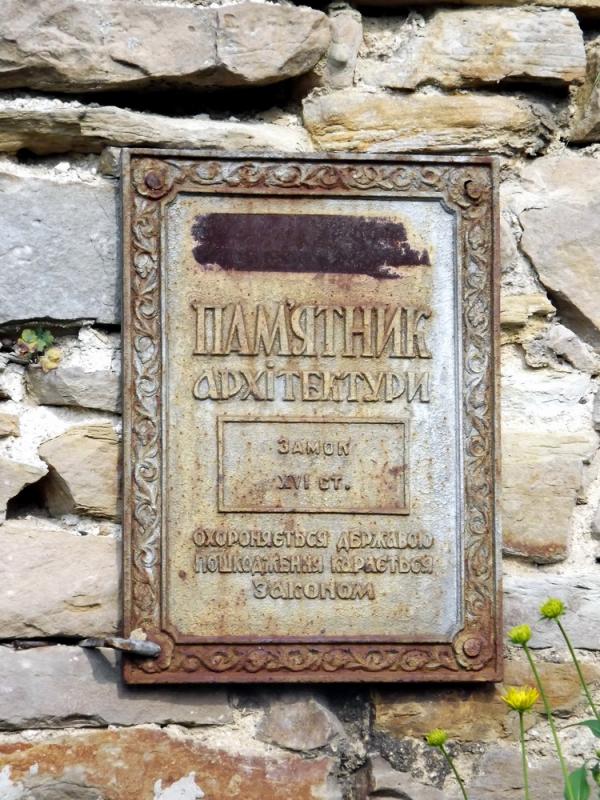 ПАМ'ЯТНИК
АРХІТЕКТУРИ
ЗАМОК
XVI СТ.
ОХОРОНЯЄТЬСЯ ДЕРЖАВОЮ
ПОШКОДЖЕННЯ КАРАЄТЬСЯ
ЗАКОНОМ